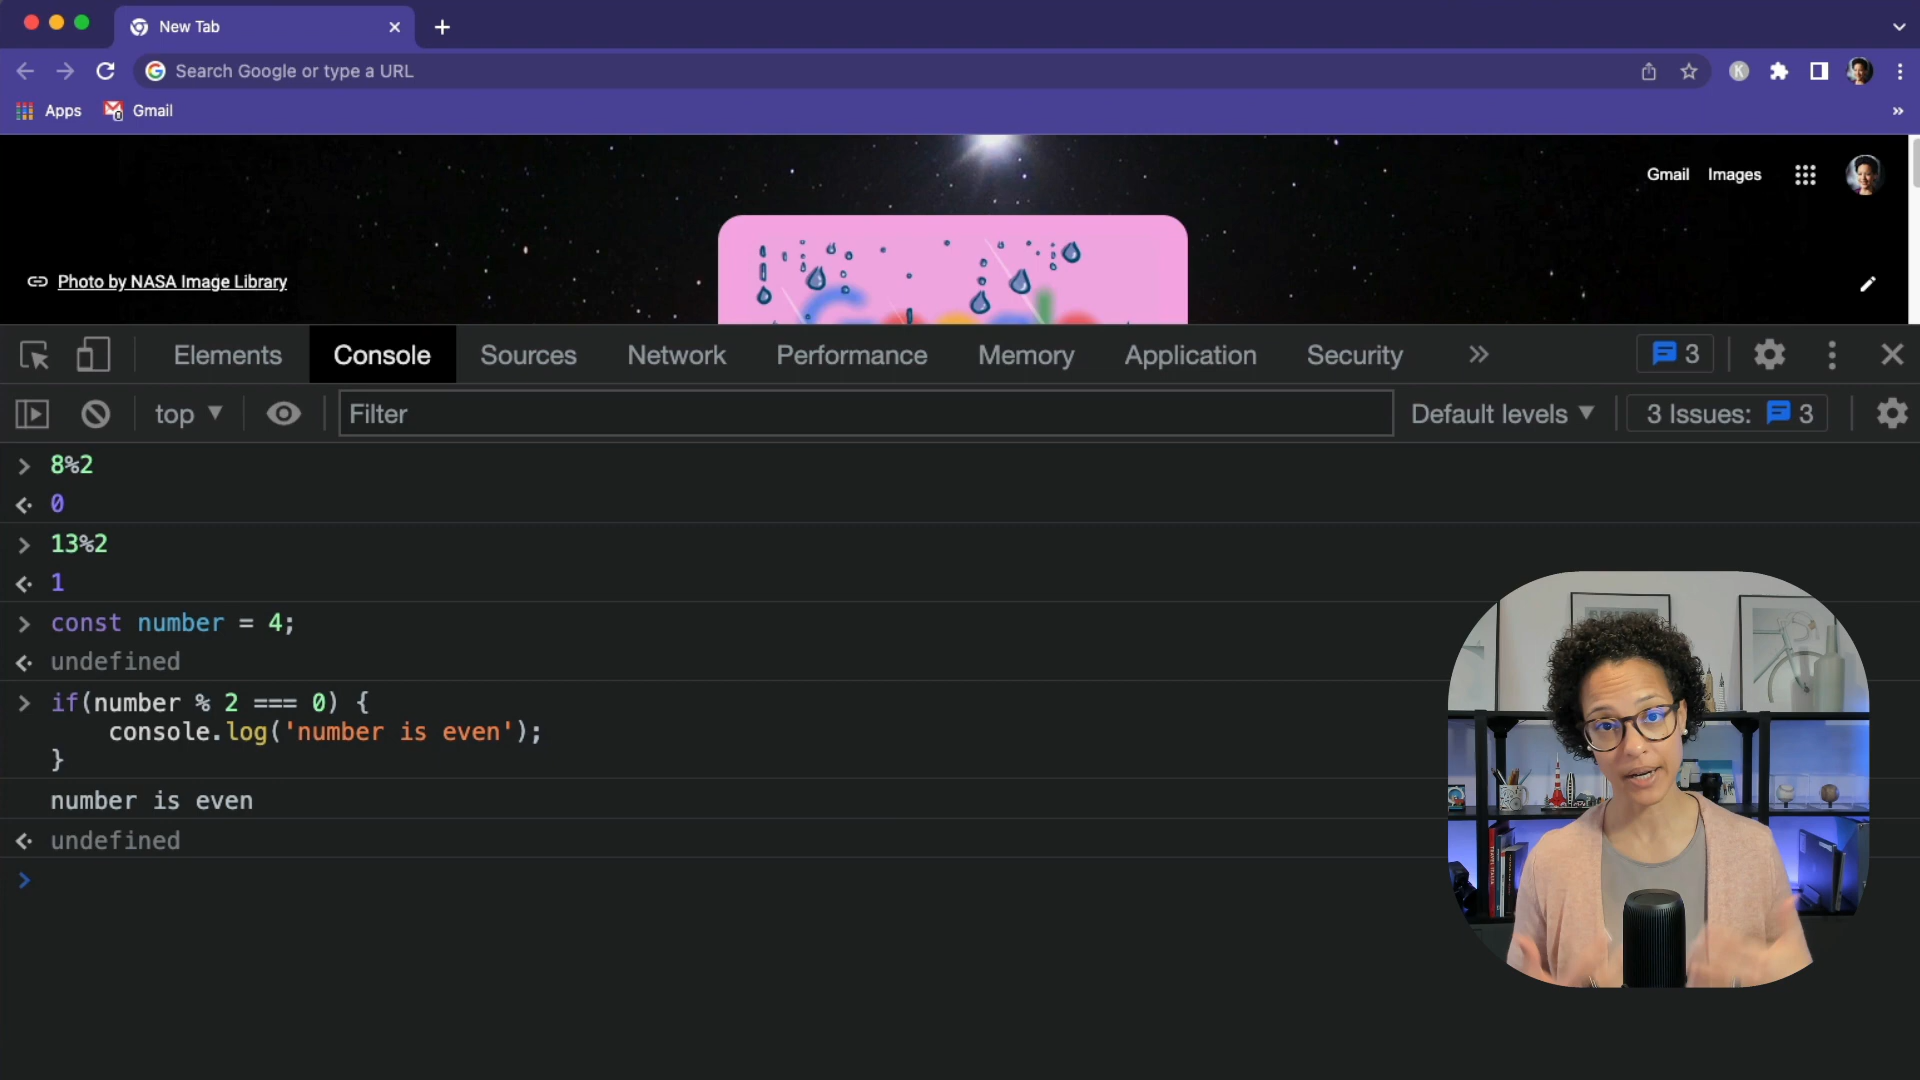 New Tab
Search Google or type a URL
Apps
Gmail
Gmail
Images
Photo by NASA Image Library
Elements
Console
Sources
Network
Performance
Memory
Application
Security
3
top
Filter
Default levels
3 Issues: 3
8%2
0
13%2
1
const number = 4;
undefined
if(number % 2 === 0) {
console.log('number is even');
}
number is even
undefined